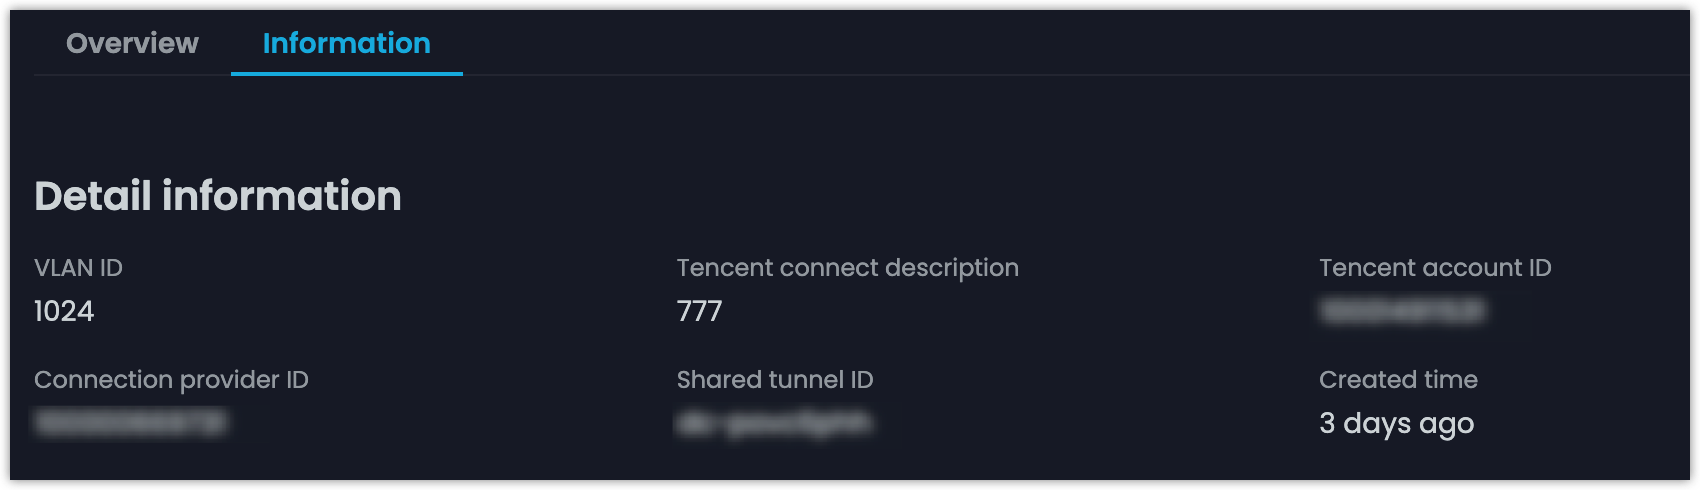 Overview Information
Detail information
VLAN ID Tencent connect description Tencent account ID
1024 777
Connection provider ID Shared tunnel ID Created time
3 days ago